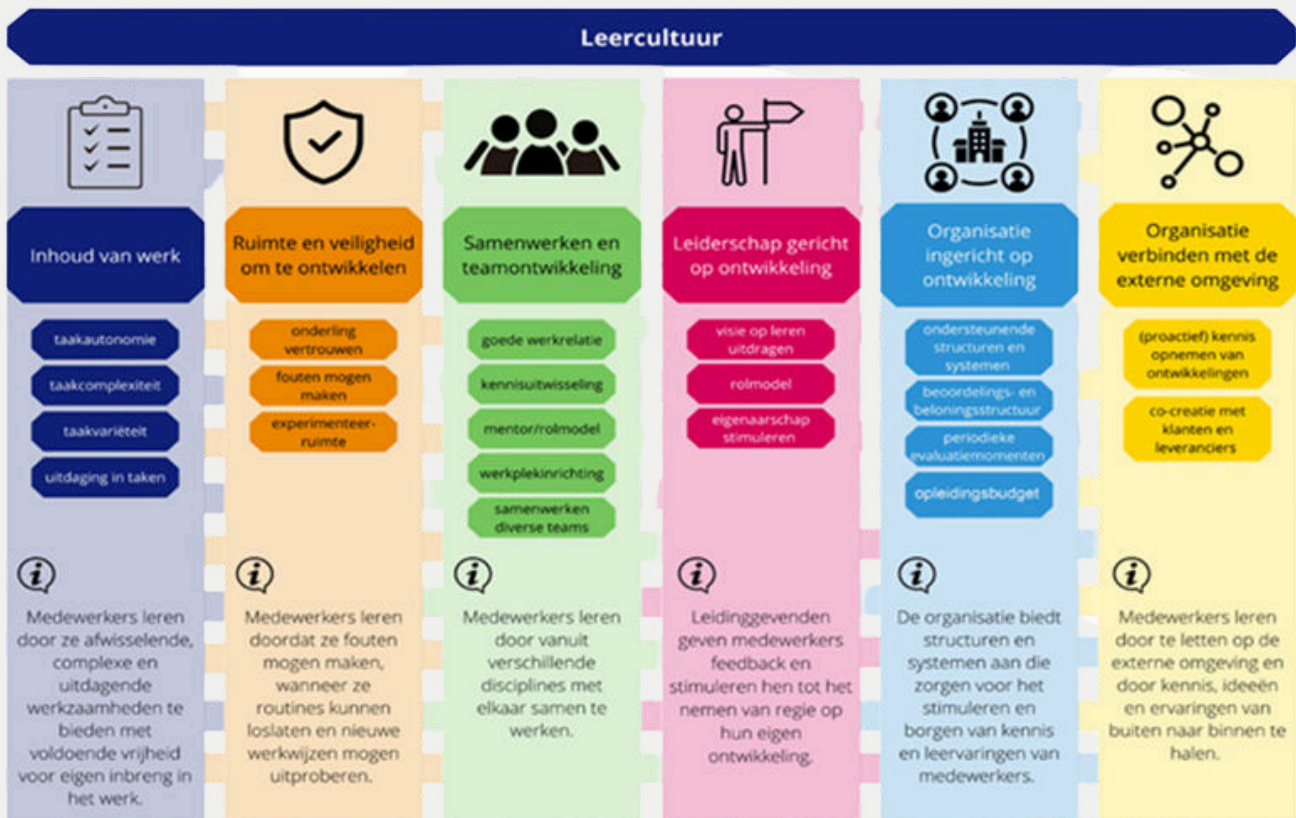 Leercultuur
Inhoud van werk
taakautonomie
taakcomplexiteit
taakvariëteit
uitdaging in taken
Medewerkers leren
door ze afwisselende,
complexe en
uitdagende
werkzaamheden te
bieden met
voldoende vrijheid
voor eigen inbreng in
het werk.
Ruimte en veiligheid
om te ontwikkelen
onderling
vertrouwen
fouten mogen
maken
experimenteer-
ruimte
Medewerkers leren
doordat ze fouten
mogen maken,
wanneer ze
routines kunnen
loslaten en nieuwe
werkwijzen mogen
uitproberen.
Samenwerken en
teamontwikkeling
goede werkrelatie
kennisuitwisseling
mentor/rolmodel
werkplekinrichting
samenwerken
diverse teams
Medewerkers leren
door vanuit
verschillende
disciplines met
elkaar samen te
werken.
Leiderschap gericht
op ontwikkeling
visie op leren
uitdragen
rolmodel
eigenaarschap
stimuleren
Leidinggevenden
geven medewerkers
feedback en
stimuleren hen tot het
nemen van regie op
hun eigen
ontwikkeling.
Organisatie
ingericht op
ontwikkeling
ondersteunende
structuren en
systemen
beoordelings- en
beloningsstructuur
periodieke
evaluatiemomenten
opleidingsbudget
De organisatie biedt
structuren en
systemen aan die
zorgen voor het
stimuleren en
borgen van kennis
en leervaringen van
medewerkers.
Organisatie
verbinden met de
externe omgeving
(proactief) kennis
opnemen van
ontwikkelingen
co-creatie met
klanten en
leveranciers
Medewerkers leren
door te letten op de
externe omgeving en
door kennis, ideeën
en ervaringen van
buiten naar binnen te
halen.